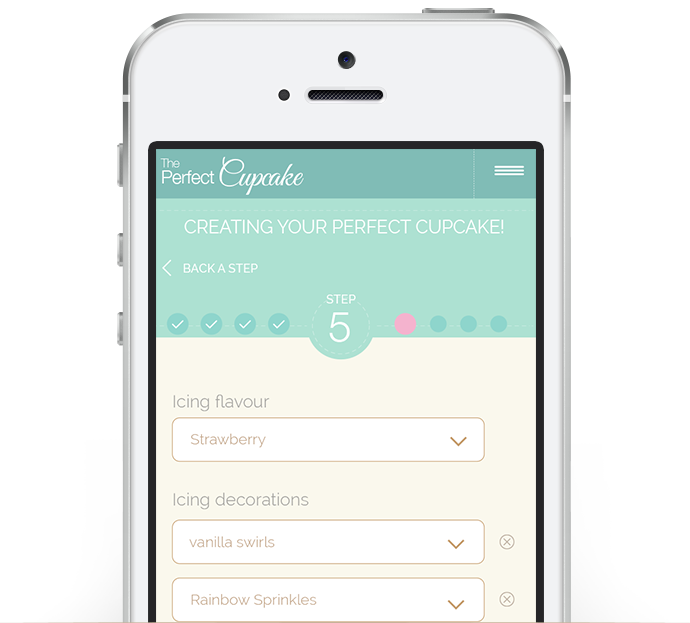 The
Perfect Cupcake
CREATING YOUR PERFECT CUPCAKE!
BACK A STEP
STEP
5
Icing flavour
Strawberry
Icing decorations
vanilla swirls
Rainbow Sprinkles